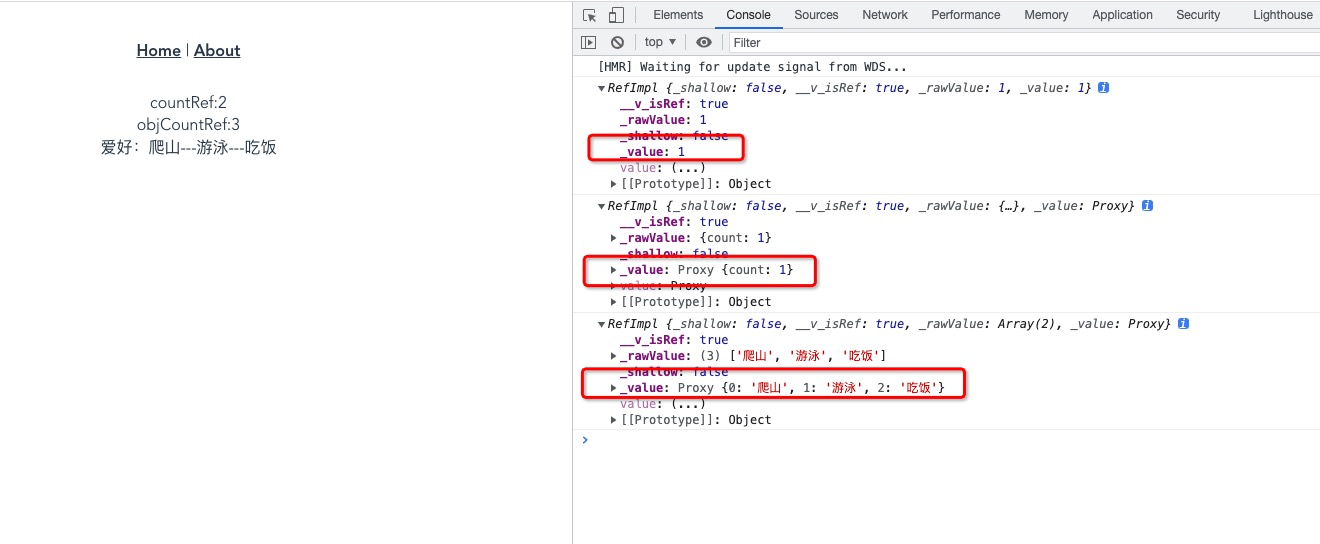 Home | About
countRef:2
objCountRef:3
爱好：爬山---游泳---吃饭
Elements Console Sources Network Performance Memory Application Security Lighthouse
top ▼ Filter
[HMR] Waiting for update signal from WDS...
▼RefImpl {_shallow: false, __v_isRef: true, _rawValue: 1, _value: 1} i
__v_isRef: true
_rawValue: 1
_shallow: false
_value: 1
value: (...)
▶[[Prototype]]: Object
▼RefImpl {_shallow: false, __v_isRef: true, _rawValue: {…}, _value: Proxy} i
__v_isRef: true
▶_rawValue: {count: 1}
_shallow: false
▶_value: Proxy {count: 1}
▶value: Proxy
▶[[Prototype]]: Object
▼RefImpl {_shallow: false, __v_isRef: true, _rawValue: Array(2), _value: Proxy} i
__v_isRef: true
▶_rawValue: (3) ['爬山', '游泳', '吃饭']
_shallow: false
▶_value: Proxy {0: '爬山', 1: '游泳', 2: '吃饭'}
value: (...)
▶[[Prototype]]: Object
>